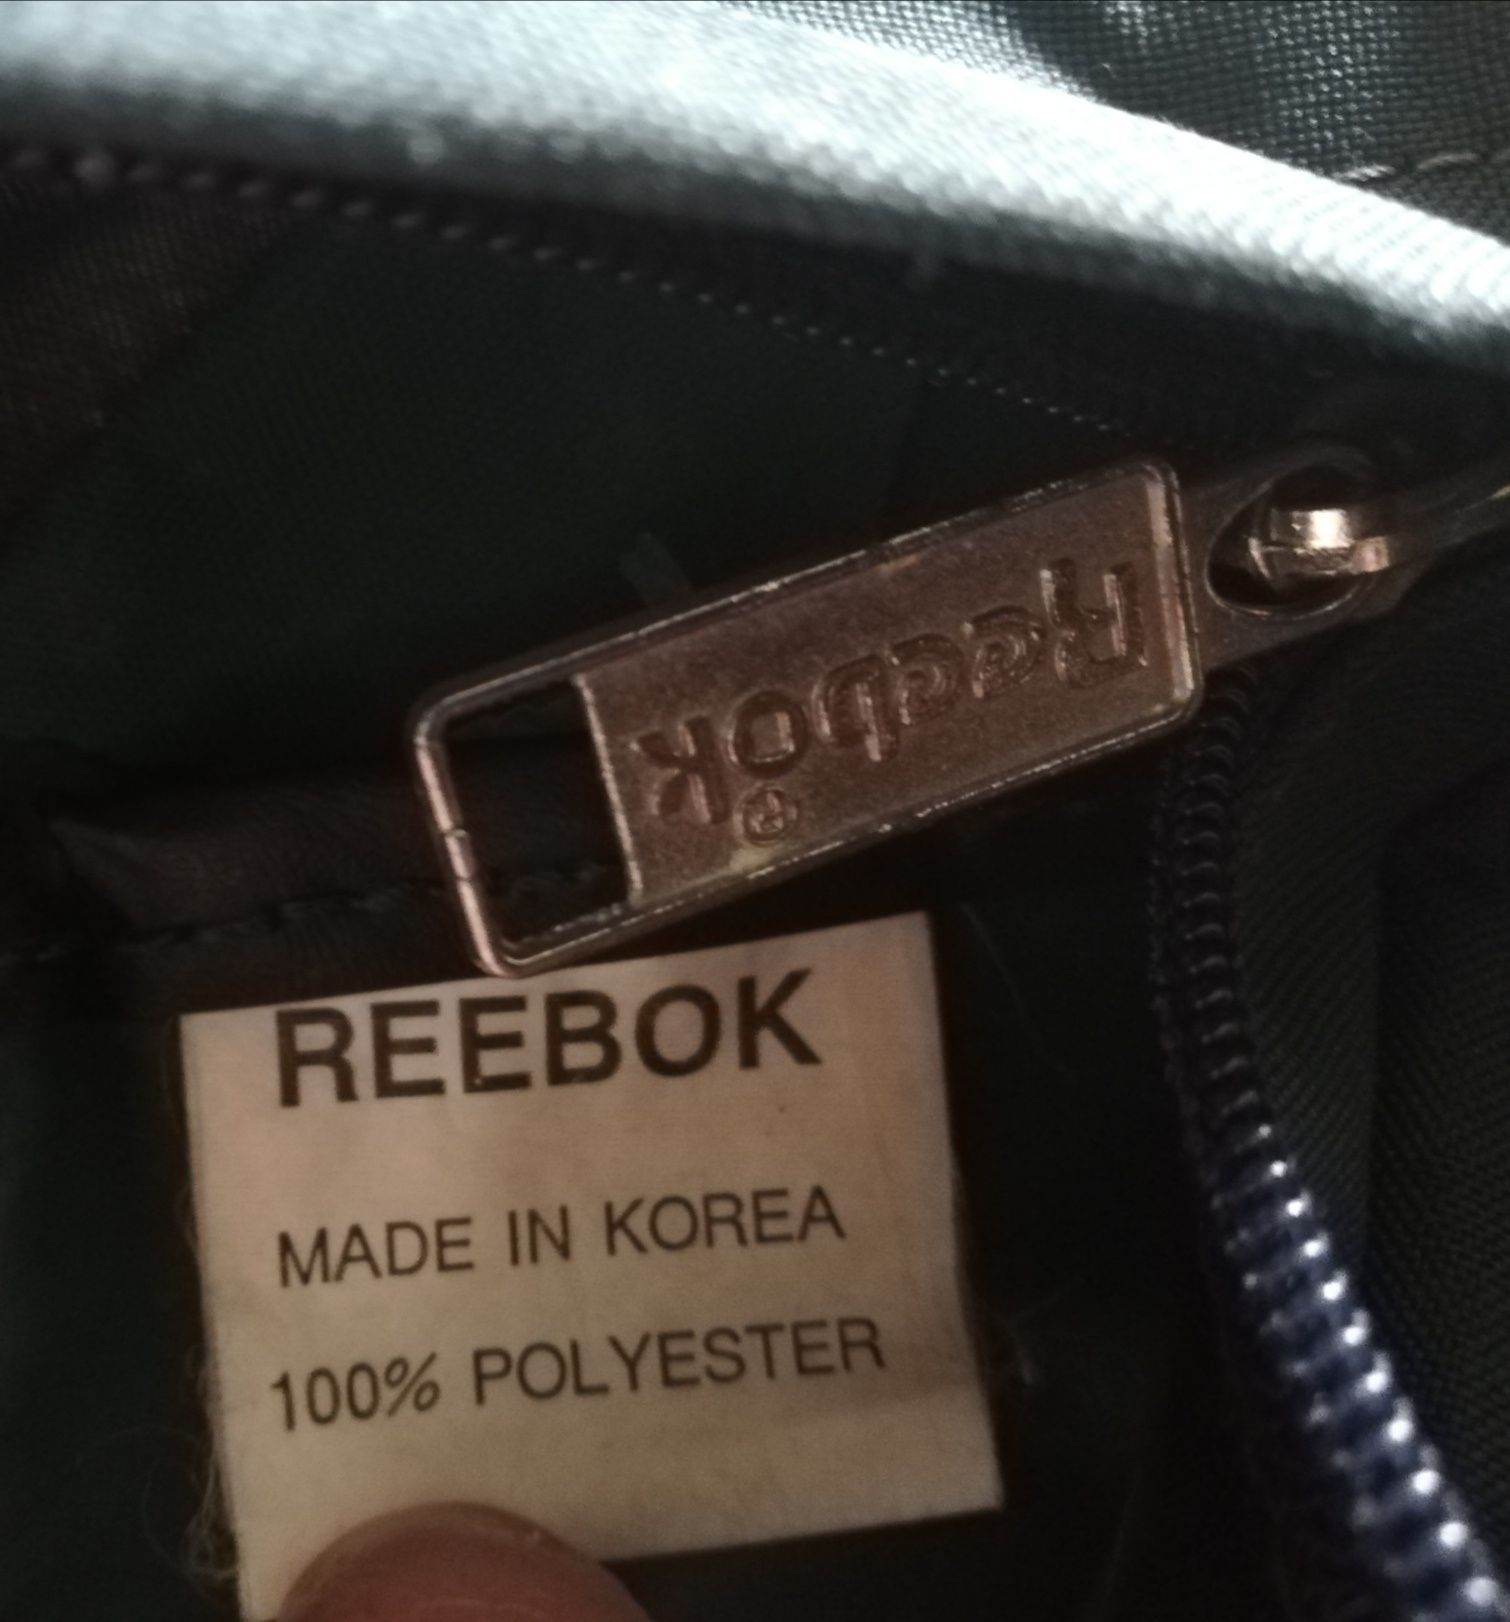 Reebok
®
REEBOK
MADE IN KOREA
100% POLYESTER